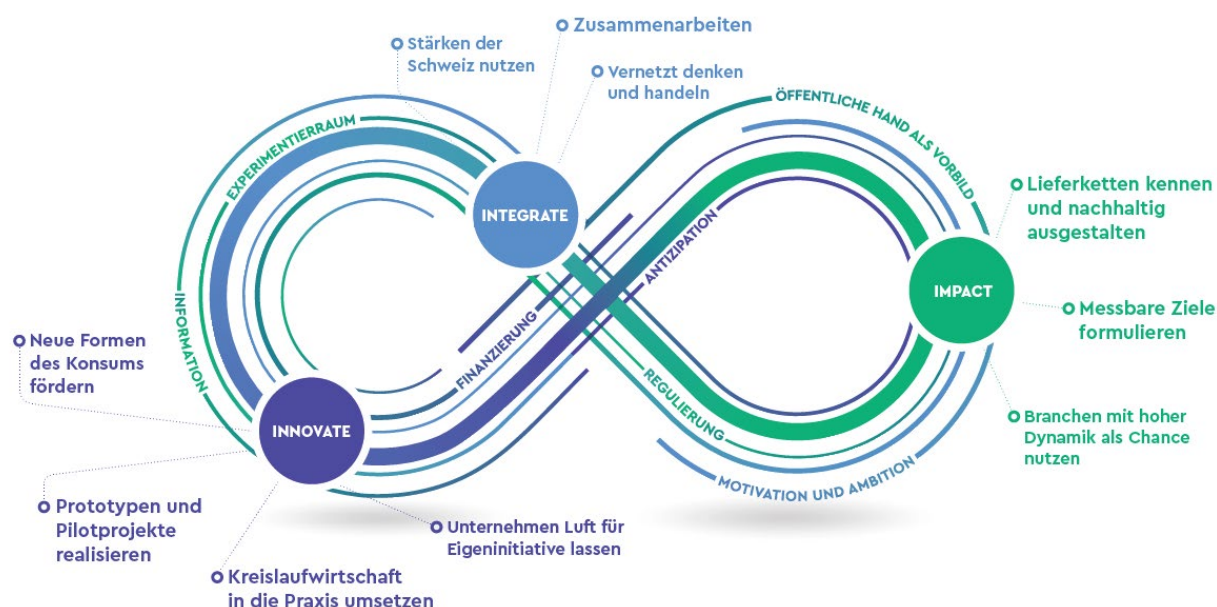 Zusammenarbeiten
Stärken der
Schweiz nutzen
Vernetzt denken
und handeln
ÖFFENTLICHE HAND ALS VORBILD
EXPERIMENTIERRAUM
INTEGRATE
Lieferketten kennen
und nachhaltig
ausgestalten
ANTIZIPATION
IMPACT
INFORMATION
Messbare Ziele
formulieren
Neue Formen
des Konsums
fördern
FINANZIERUNG
REGULIERUNG
INNOVATE
Branchen mit hoher
Dynamik als Chance
nutzen
MOTIVATION UND AMBITION
Prototypen und
Pilotprojekte
realisieren
Unternehmen Luft für
Eigeninitiative lassen
Kreislaufwirtschaft
in die Praxis umsetzen